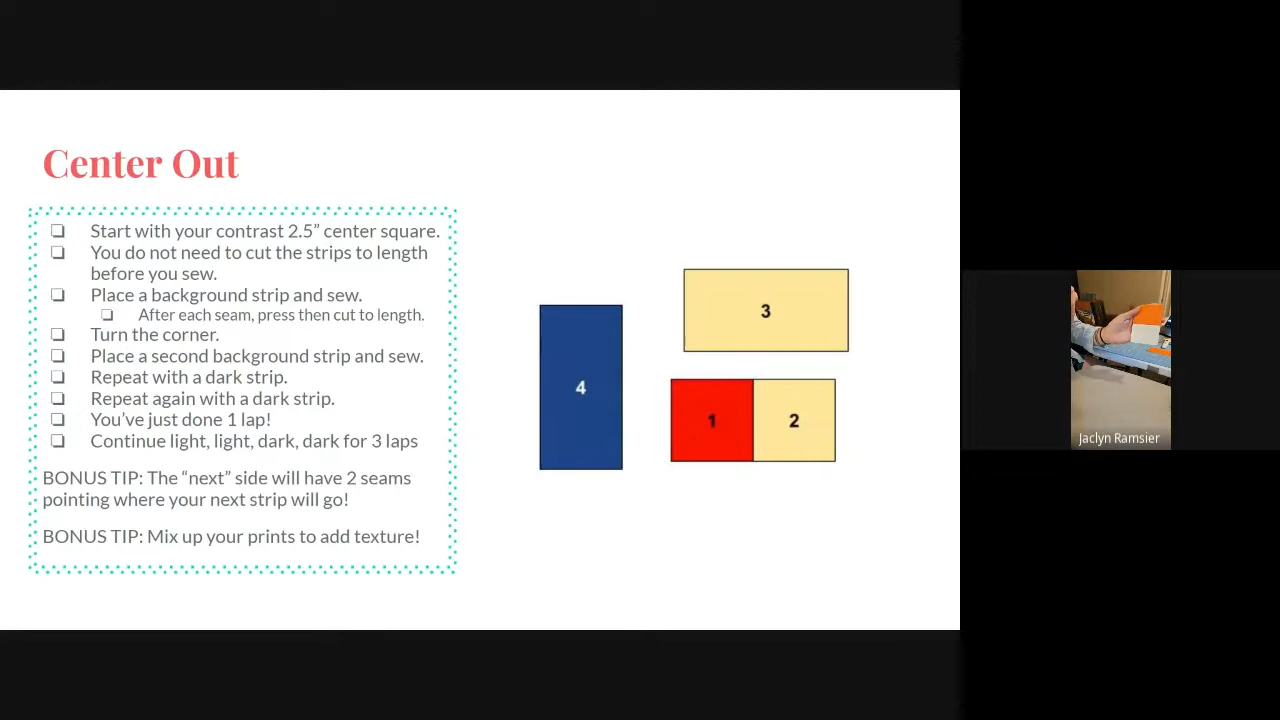 Center Out
❏ Start with your contrast 2.5” center square.
❏ You do not need to cut the strips to length
before you sew.
❏ Place a background strip and sew.
❏ After each seam, press then cut to length.
❏ Turn the corner.
❏ Place a second background strip and sew.
❏ Repeat with a dark strip.
❏ Repeat again with a dark strip.
❏ You’ve just done 1 lap!
❏ Continue light, light, dark, dark for 3 laps
BONUS TIP: The “next” side will have 2 seams
pointing where your next strip will go!
BONUS TIP: Mix up your prints to add texture!
3
4
1 2
Jaclyn Ramsier